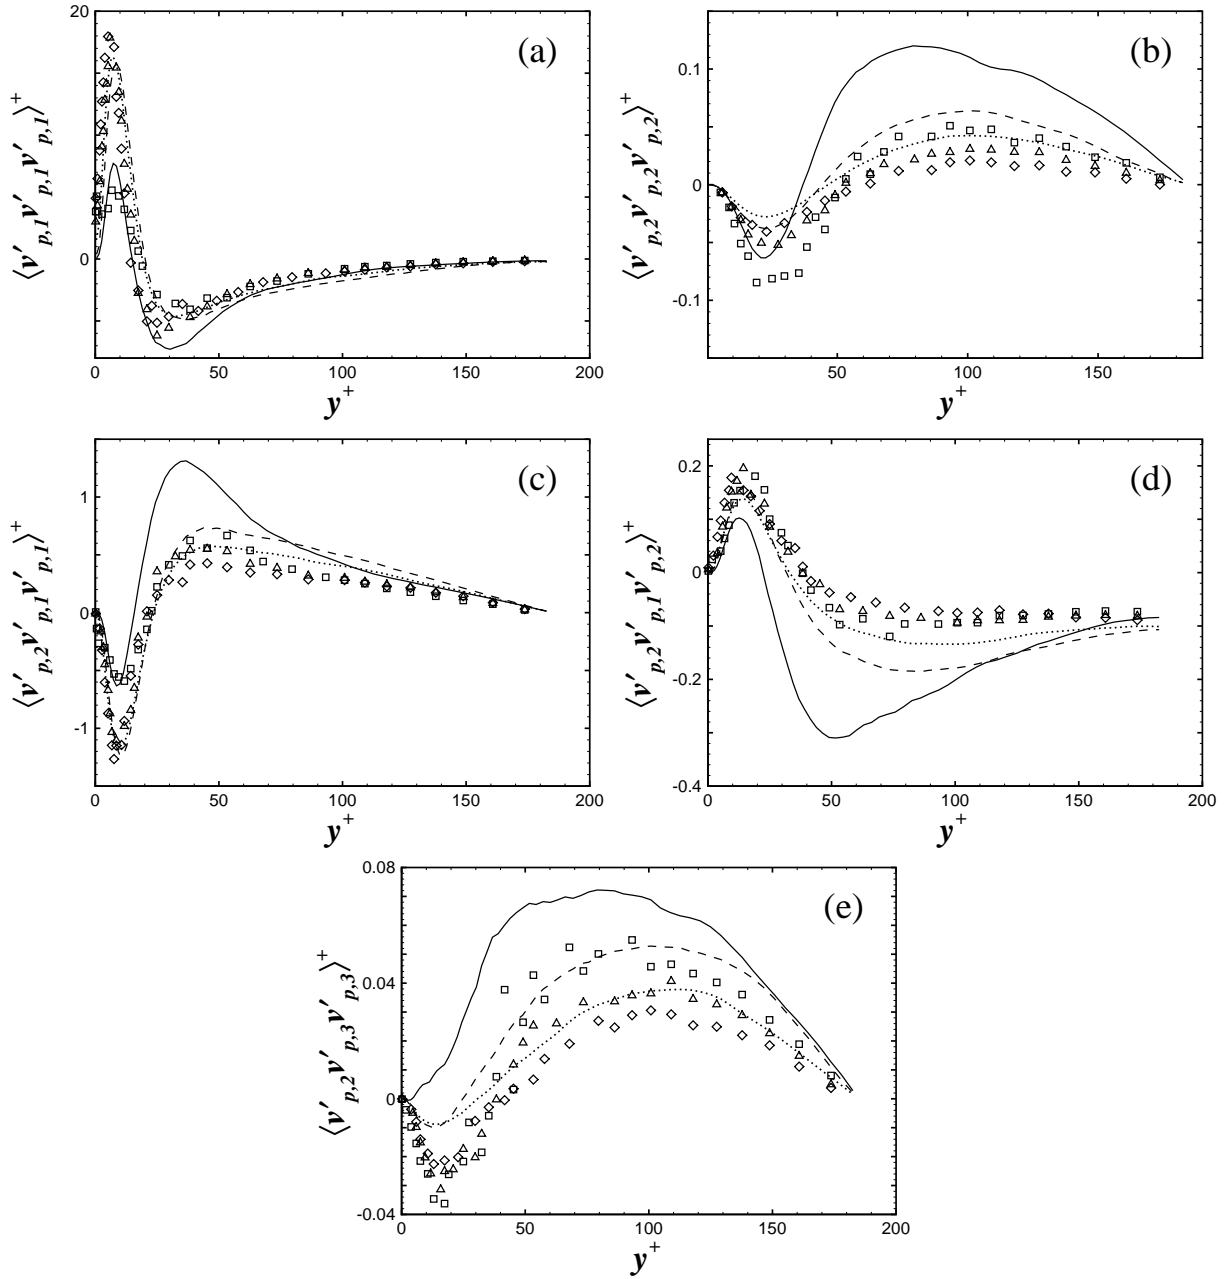 20
0
(a)
⟨v′p,1v′p,1v′p,1⟩+
0 50 100 150 200
y+
0.1
0
-0.1
(b)
⟨v′p,2v′p,2v′p,2⟩+
0 50 100 150 200
y+
1
0
-1
(c)
⟨v′p,2v′p,1v′p,1⟩+
0 50 100 150 200
y+
0.2
0
-0.2
-0.4
(d)
⟨v′p,2v′p,1v′p,2⟩+
0 50 100 150 200
y+
0.08
0.04
0
-0.04
(e)
⟨v′p,2v′p,3v′p,3⟩+
0 50 100 150 200
y+